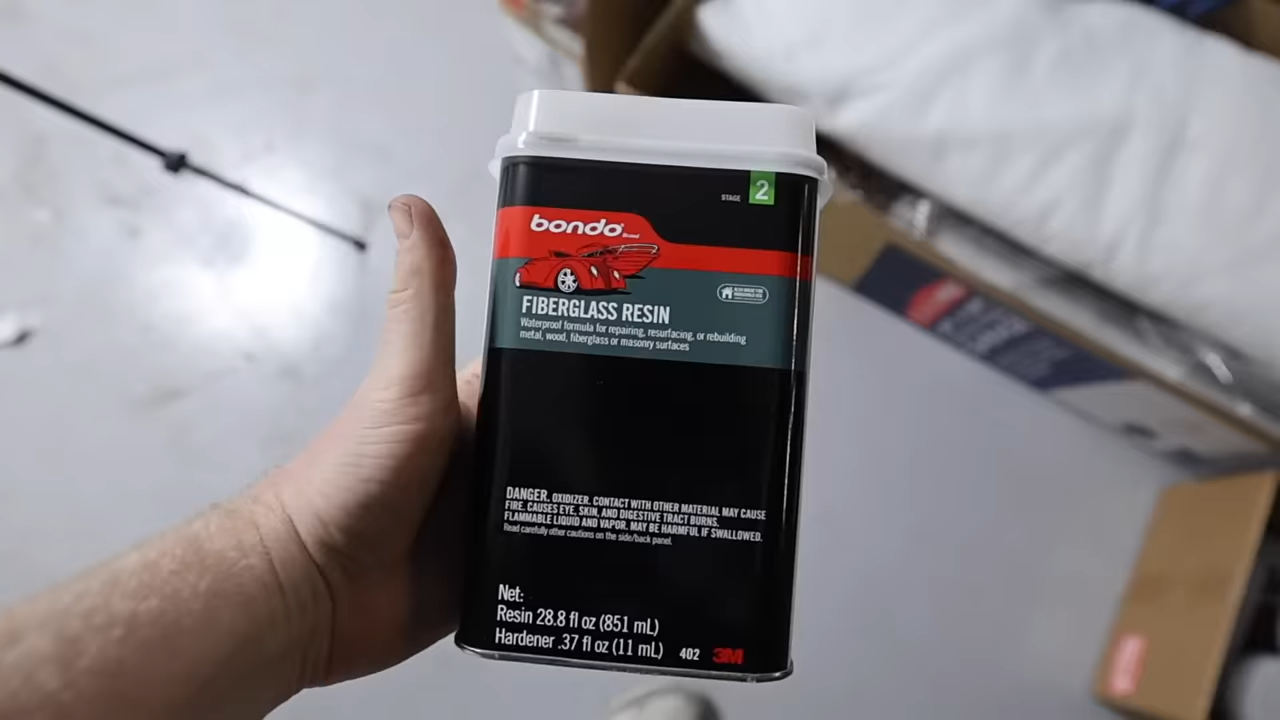 STAGE 2
bondo
Brand
FIBERGLASS RESIN
Waterproof formula for repairing, resurfacing, or rebuilding
metal, wood, fiberglass or masonry surfaces
DANGER. OXIDIZER. CONTACT WITH OTHER MATERIAL MAY CAUSE
FIRE. CAUSES EYE, SKIN, AND DIGESTIVE TRACT BURNS.
FLAMMABLE LIQUID AND VAPOR. MAY BE HARMFUL IF SWALLOWED.
Read carefully other cautions on the side/back panel.
Net:
Resin 28.8 fl oz (851 mL)
Hardener .37 fl oz (11 mL)
402 3M